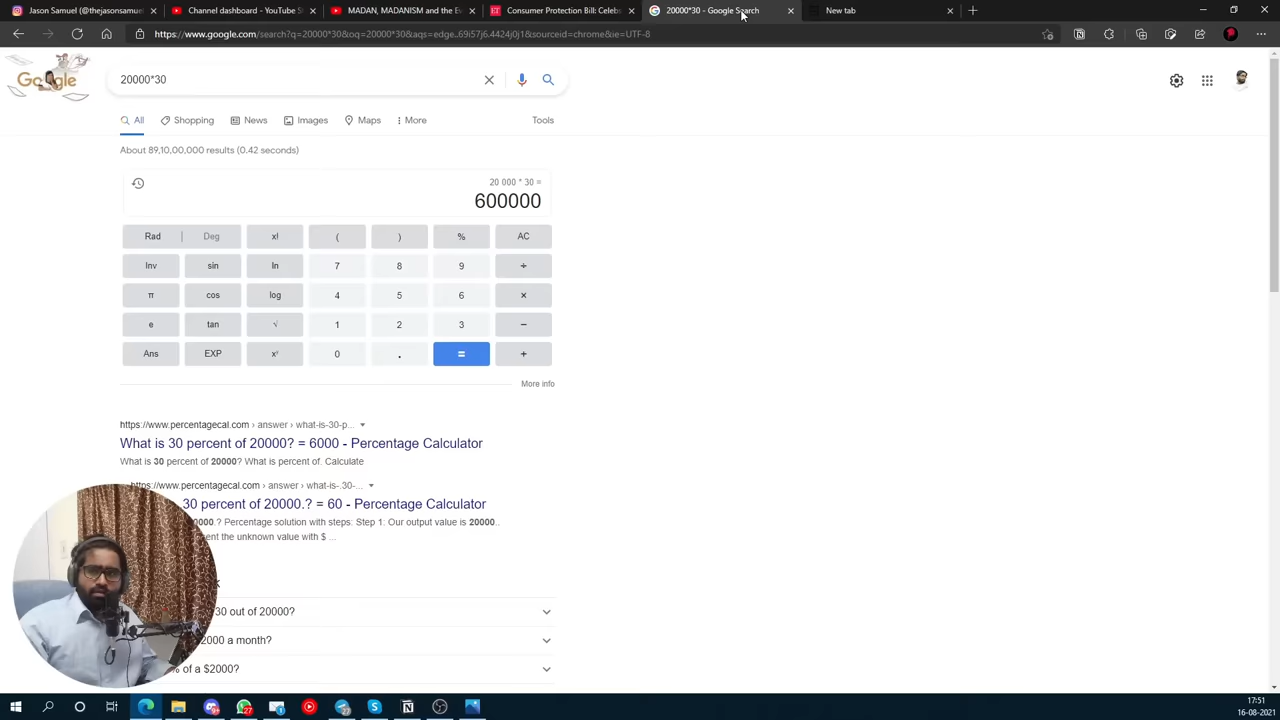 Jason Samuel (@thejasonsamuel
Channel dashboard - YouTube S
MADAN, MADANISM and the E
Consumer Protection Bill: Celeb
20000*30 - Google Search
New tab
https://www.google.com/search?q=20000*30&oq=20000*30&aqs=edge..69i57j6.4424j0j1&sourceid=chrome&ie=UTF-8
20000*30
All
Shopping
News
Images
Maps
More
Tools
About 89,10,00,000 results (0.42 seconds)
20 000 * 30 =
600000
Rad | Deg x! ( ) % AC
Inv sin ln 7 8 9 ÷
π cos log 4 5 6 ×
e tan √ 1 2 3 −
Ans EXP xʸ 0 . = +
More info
https://www.percentagecal.com › answer › what-is-30-p...
What is 30 percent of 20000? = 6000 - Percentage Calculator
What is 30 percent of 20000? What is percent of. Calculate
https://www.percentagecal.com › answer › what-is-.30-...
30 percent of 20000.? = 60 - Percentage Calculator
.? Percentage solution with steps: Step 1: Our output value is 20000..
the unknown value with $ ...
30 out of 20000?
a month?
of a $2000?
27
1
17:51
16-08-2021